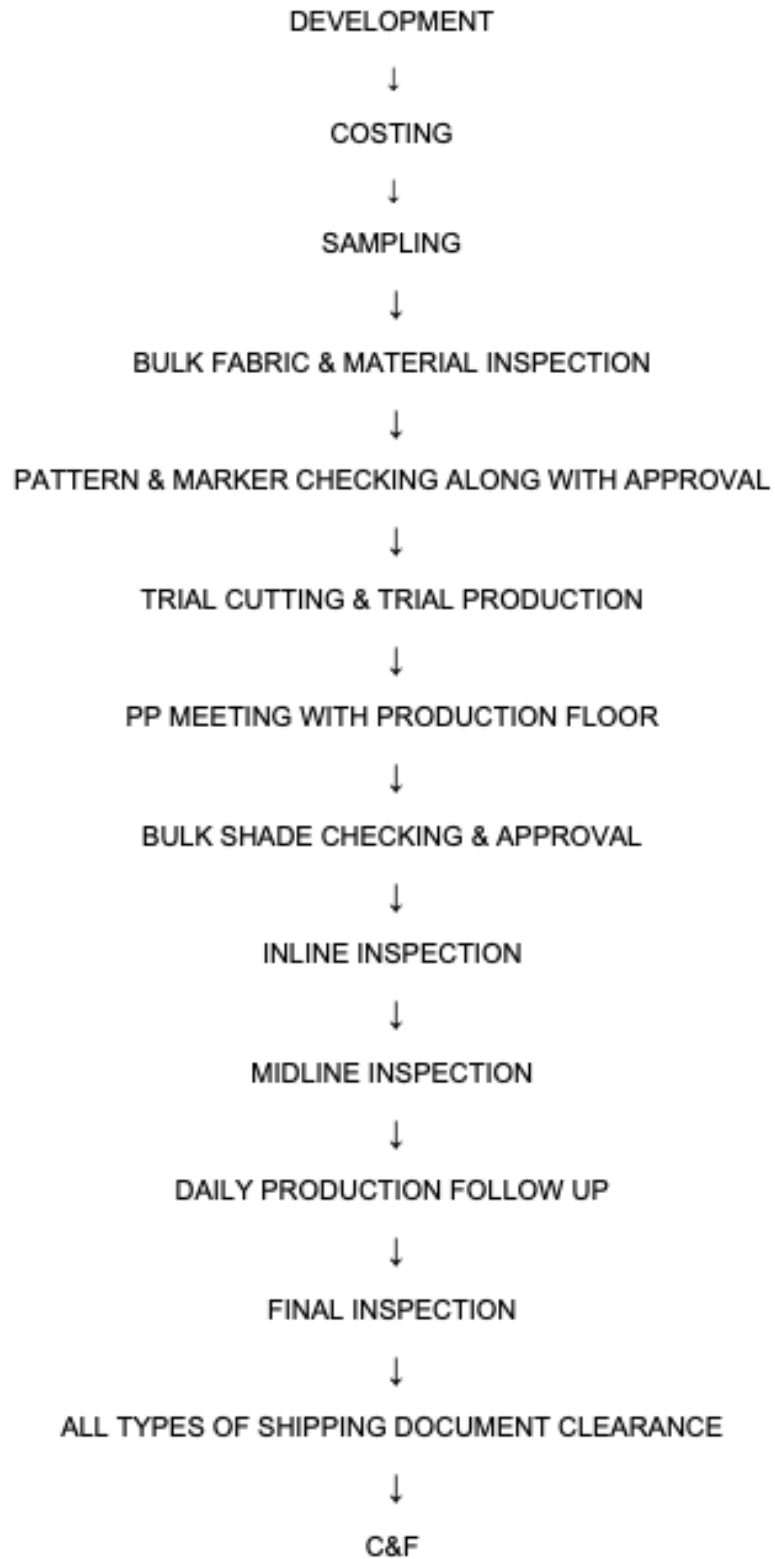 DEVELOPMENT
↓
COSTING
↓
SAMPLING
↓
BULK FABRIC & MATERIAL INSPECTION
↓
PATTERN & MARKER CHECKING ALONG WITH APPROVAL
↓
TRIAL CUTTING & TRIAL PRODUCTION
↓
PP MEETING WITH PRODUCTION FLOOR
↓
BULK SHADE CHECKING & APPROVAL
↓
INLINE INSPECTION
↓
MIDLINE INSPECTION
↓
DAILY PRODUCTION FOLLOW UP
↓
FINAL INSPECTION
↓
ALL TYPES OF SHIPPING DOCUMENT CLEARANCE
↓
C&F